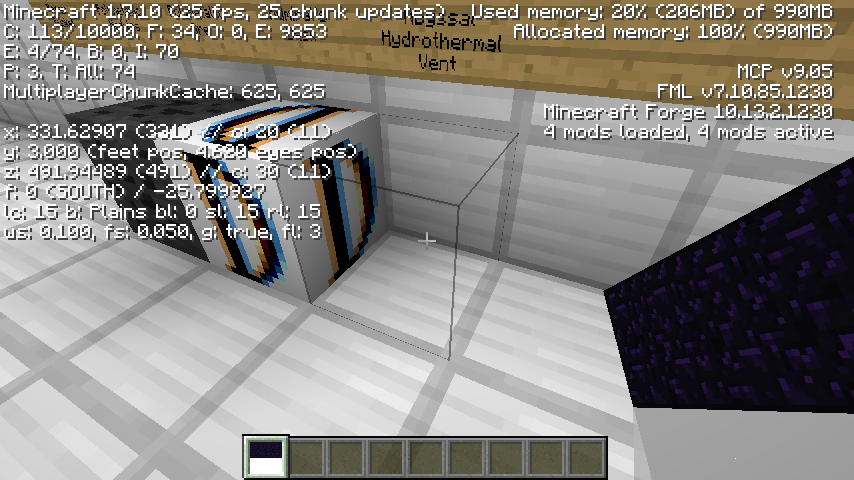 Minecraft 1.7.10 (25 fps, 25 chunk updates)
C: 113/10000, F: 34, O: 0, E: 9853
E: 4/74, B: 0, I: 70
P: 3, T: All: 74
MultiplayerChunkCache: 625, 625
x: 331.62907 (331) // c: 20 (11)
y: 3.000 (feet pos, 4.620 eyes pos)
z: 491.94489 (491) // c: 30 (11)
f: 0 (SOUTH) / -25.799927
lc: 15 b: Plains bl: 0 sl: 15 rl: 15
ws: 0.100, fs: 0.050, g: true, fl: 3
Used memory: 20% (206MB) of 990MB
Allocated memory: 100% (990MB)
MCP v9.05
FML v7.10.85.1230
Minecraft Forge 10.13.2.1230
4 mods loaded, 4 mods active
Abyssal
Hydrothermal
Vent